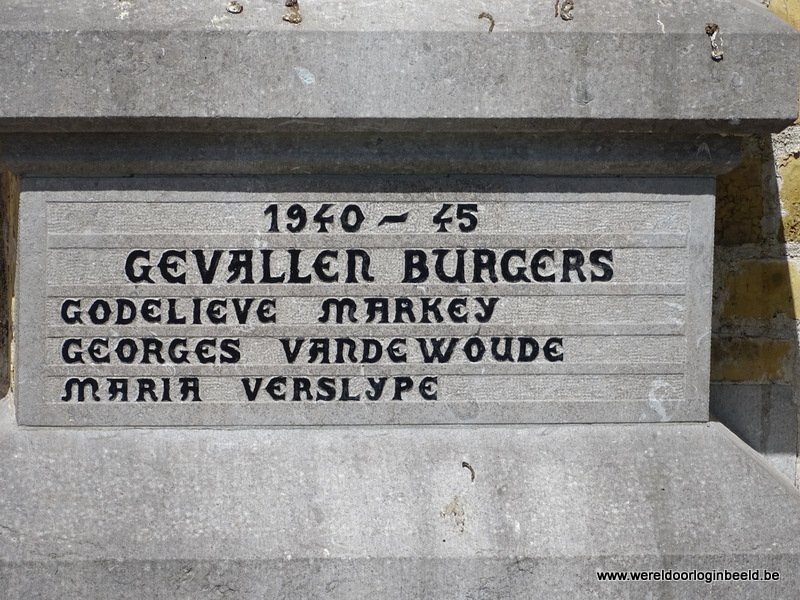 1940 - 45
GEVALLEN BURGERS
GODELIEVE MARKEY
GEORGES VANDEWOUDE
MARIA VERSLYPE
www.wereldoorloginbeeld.be